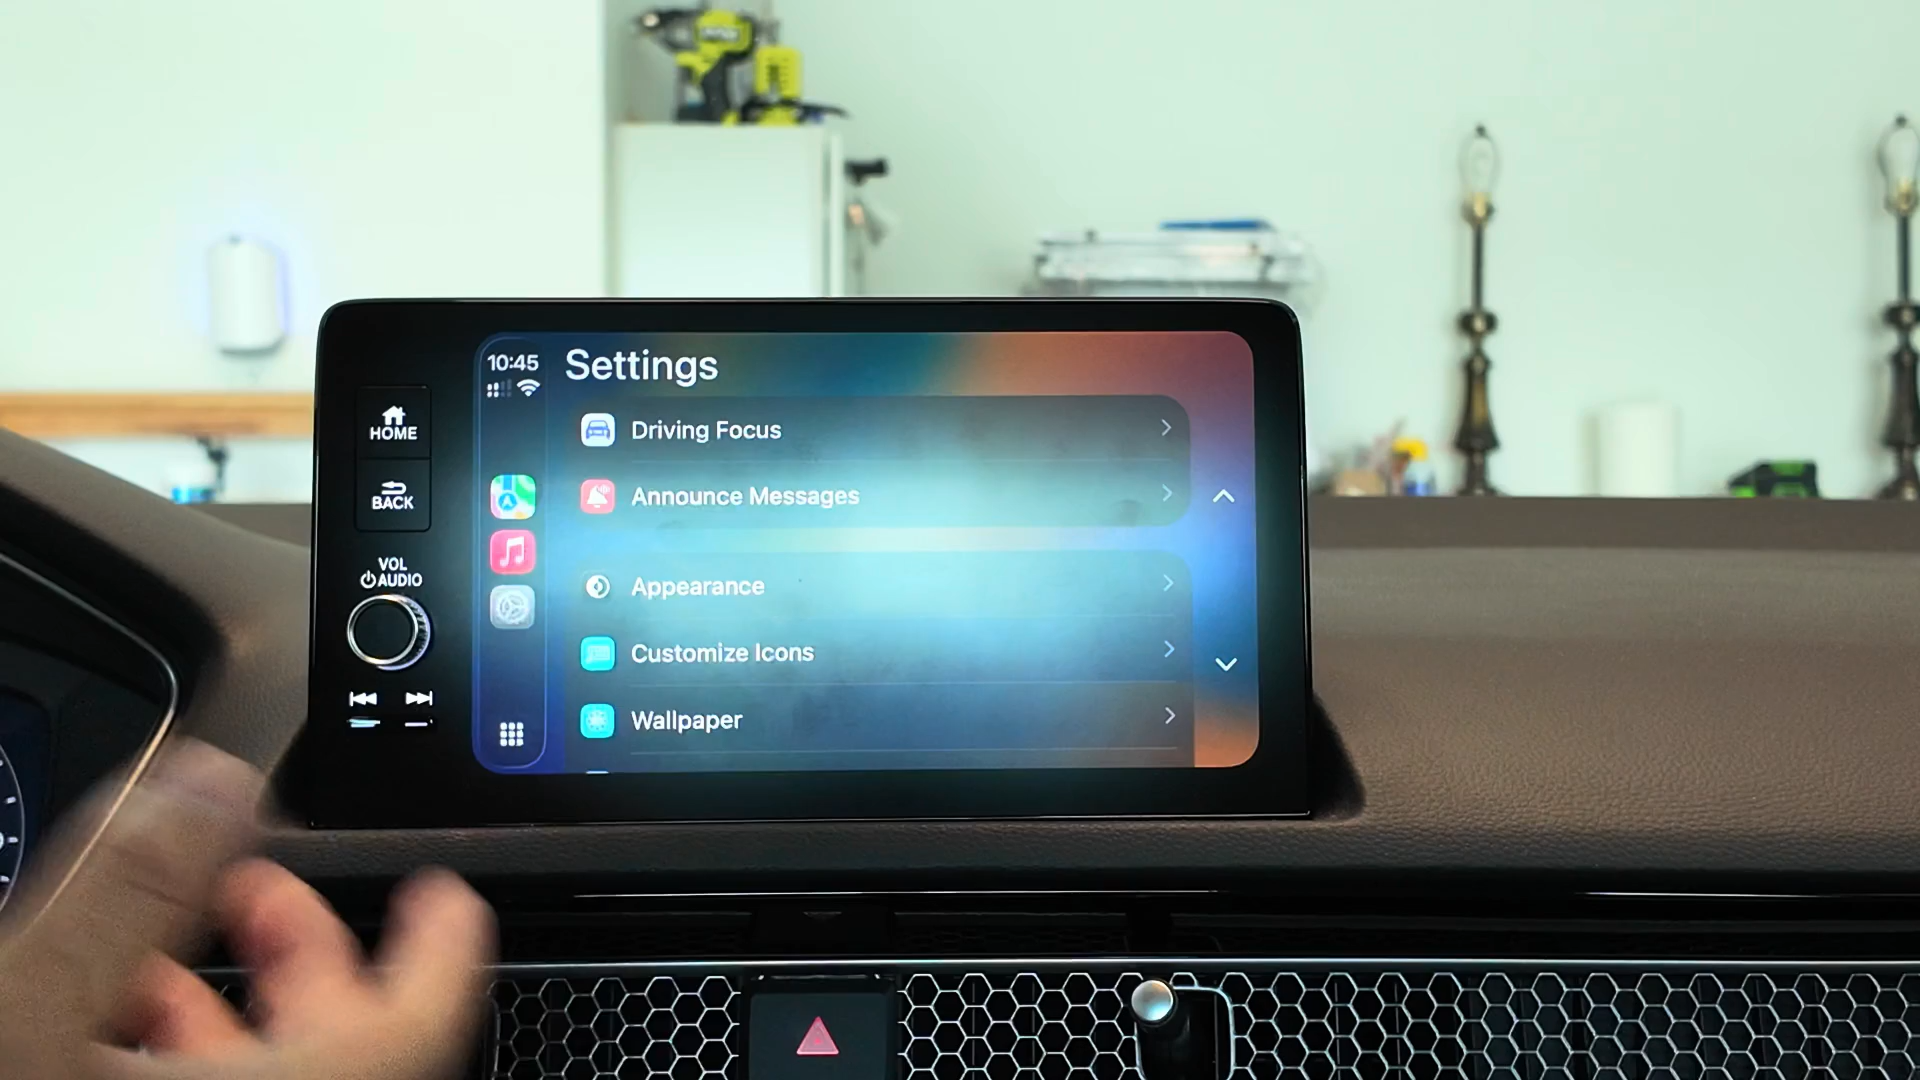 10:45
Settings
HOME
BACK
VOL
AUDIO
Driving Focus
Announce Messages
Appearance
Customize Icons
Wallpaper